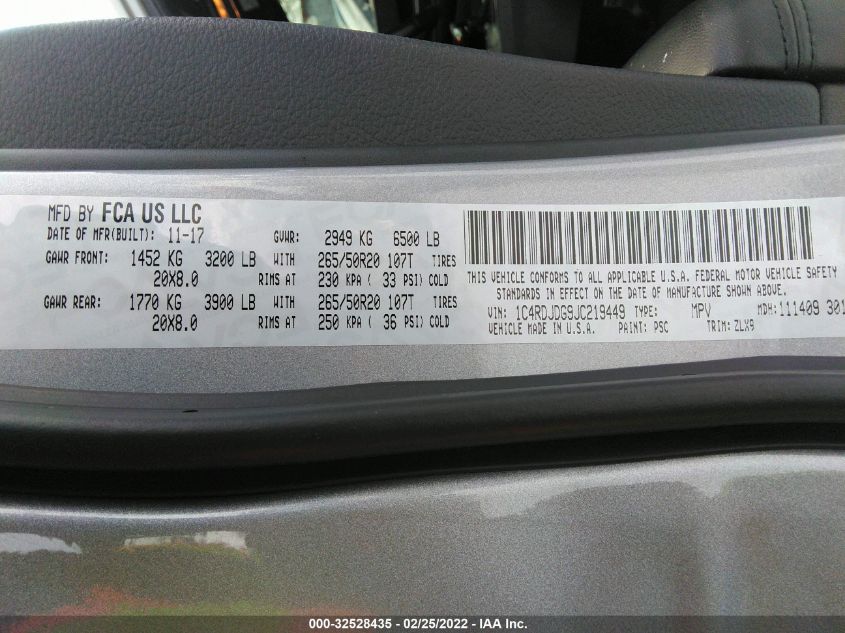 MFD BY FCA US LLC
DATE OF MFR(BUILT): 11-17 GVWR: 2949 KG 6500 LB
GAWR FRONT: 1452 KG 3200 LB WITH 265/50R20 107T TIRES
20X8.0 RIMS AT 230 KPA ( 33 PSI) COLD
GAWR REAR: 1770 KG 3900 LB WITH 265/50R20 107T TIRES
20X8.0 RIMS AT 250 KPA ( 36 PSI) COLD
THIS VEHICLE CONFORMS TO ALL APPLICABLE U.S.A. FEDERAL MOTOR VEHICLE SAFETY
STANDARDS IN EFFECT ON THE DATE OF MANUFACTURE SHOWN ABOVE.
VIN: 1C4RDJDG9JC219449 TYPE: MPV MDH: 111409 301
VEHICLE MADE IN U.S.A. PAINT: PSC TRIM: ZLX9
000-32528435 - 02/25/2022 - IAA Inc.